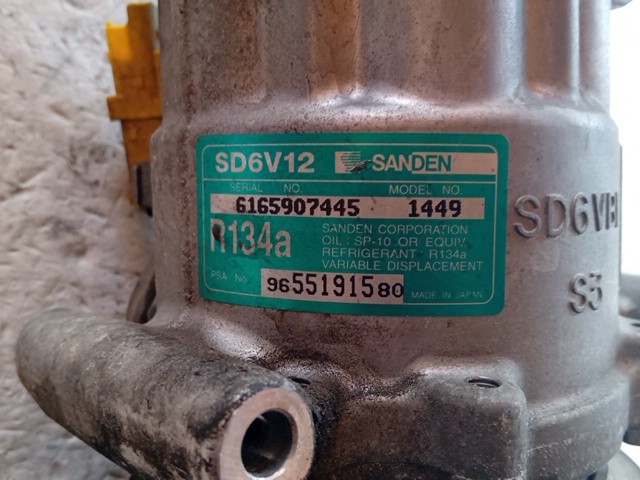 SD6V12 SANDEN
SERIAL NO. MODEL NO.
6165907445 1449
R134a
SANDEN CORPORATION
OIL : SP-10 OR EQUIV.
REFRIGERANT : R134a
VARIABLE DISPLACEMENT
PSA No. 9655191580 MADE IN JAPAN
S5